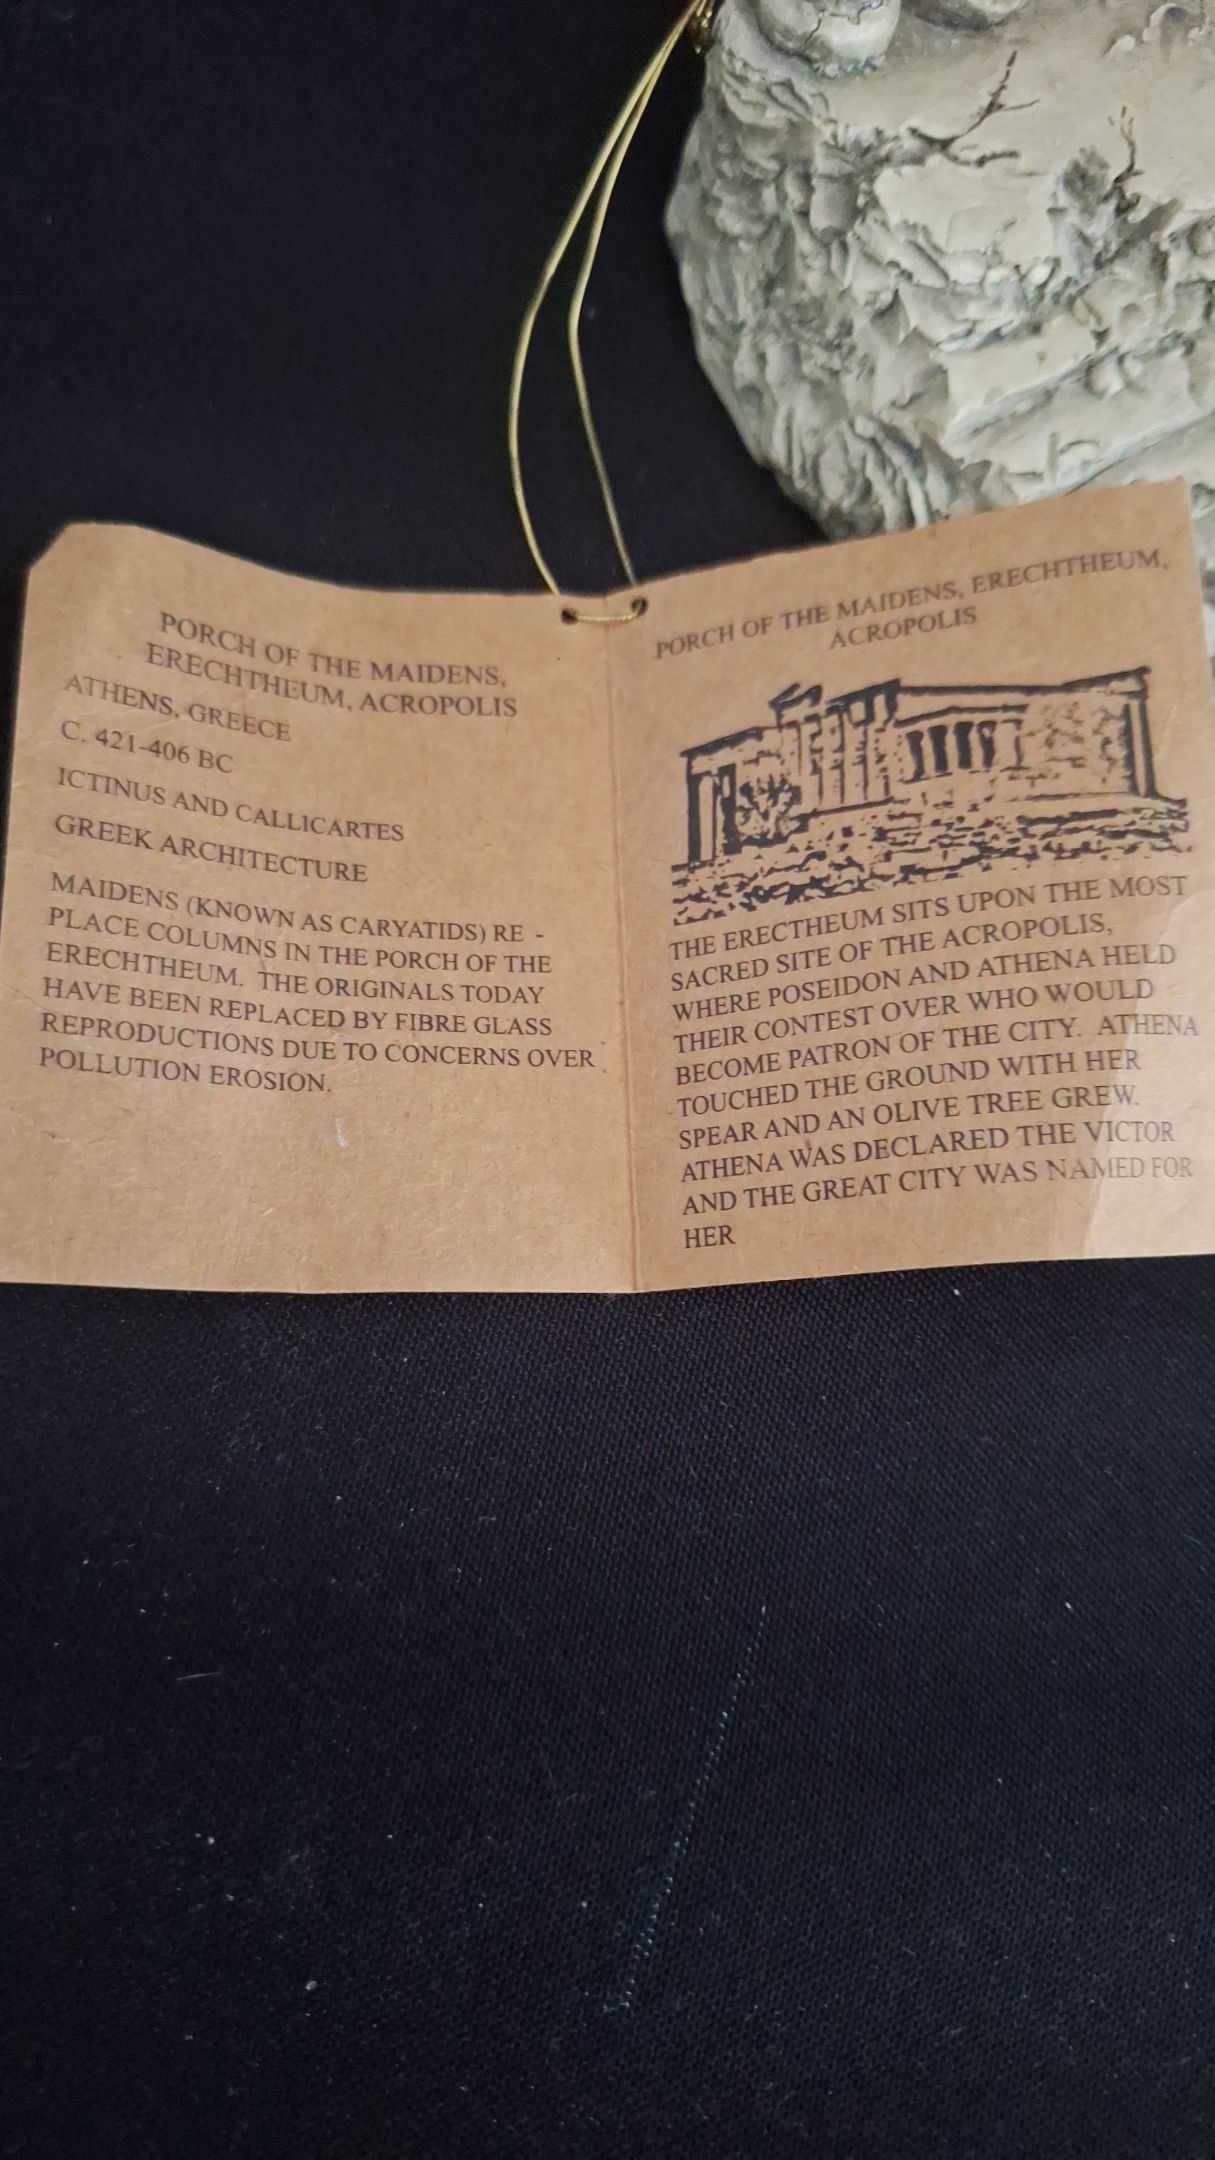 PORCH OF THE MAIDENS,
ERECHTHEUM, ACROPOLIS
ATHENS, GREECE
C. 421-406 BC
ICTINUS AND CALLICARTES
GREEK ARCHITECTURE
MAIDENS (KNOWN AS CARYATIDS) RE -
PLACE COLUMNS IN THE PORCH OF THE
ERECHTHEUM. THE ORIGINALS TODAY
HAVE BEEN REPLACED BY FIBRE GLASS
REPRODUCTIONS DUE TO CONCERNS OVER
POLLUTION EROSION.
PORCH OF THE MAIDENS, ERECHTHEUM,
ACROPOLIS
THE ERECTHEUM SITS UPON THE MOST
SACRED SITE OF THE ACROPOLIS,
WHERE POSEIDON AND ATHENA HELD
THEIR CONTEST OVER WHO WOULD
BECOME PATRON OF THE CITY. ATHENA
TOUCHED THE GROUND WITH HER
SPEAR AND AN OLIVE TREE GREW.
ATHENA WAS DECLARED THE VICTOR
AND THE GREAT CITY WAS NAMED FOR
HER